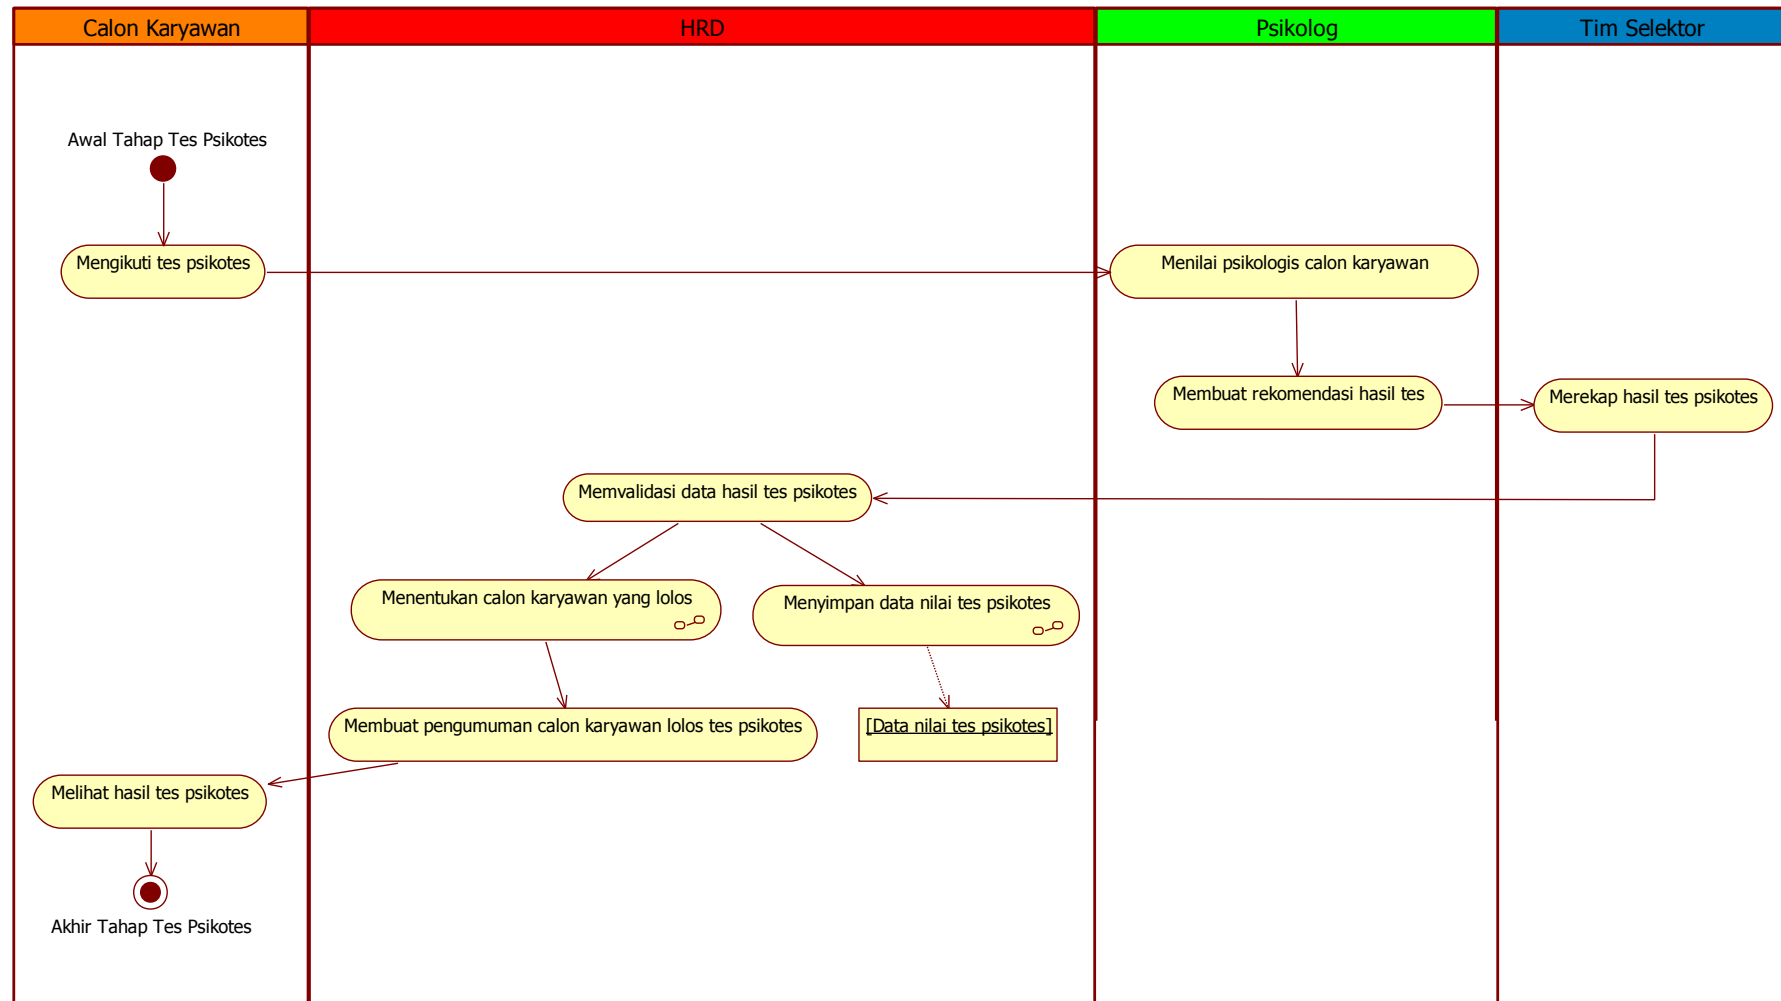 Calon Karyawan
HRD
Psikolog
Tim Selektor
Awal Tahap Tes Psikotes
Mengikuti tes psikotes
Menilai psikologis calon karyawan
Membuat rekomendasi hasil tes
Merekap hasil tes psikotes
Memvalidasi data hasil tes psikotes
Menentukan calon karyawan yang lolos
Menyimpan data nilai tes psikotes
Membuat pengumuman calon karyawan lolos tes psikotes
[Data nilai tes psikotes]
Melihat hasil tes psikotes
Akhir Tahap Tes Psikotes